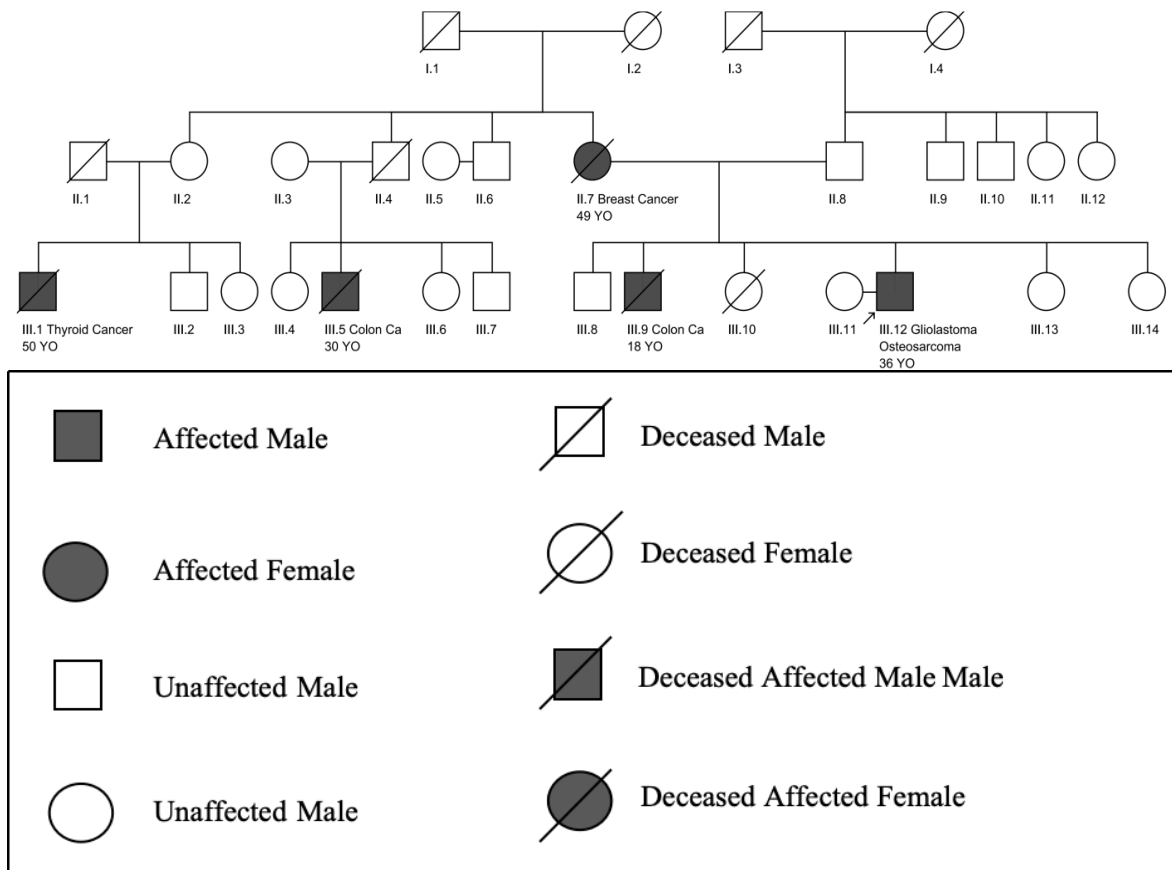 I.1 I.2 I.3 I.4
II.1 II.2 II.3 II.4 II.5 II.6 II.7 Breast Cancer II.8 II.9 II.10 II.11 II.12
49 YO
III.1 Thyroid Cancer III.2 III.3 III.4 III.5 Colon Ca III.6 III.7 III.8 III.9 Colon Ca III.10 III.11 III.12 Gliolastoma III.13 III.14
50 YO 30 YO 18 YO Osteosarcoma
36 YO
Affected Male Deceased Male
Affected Female Deceased Female
Unaffected Male Deceased Affected Male Male
Unaffected Male Deceased Affected Female